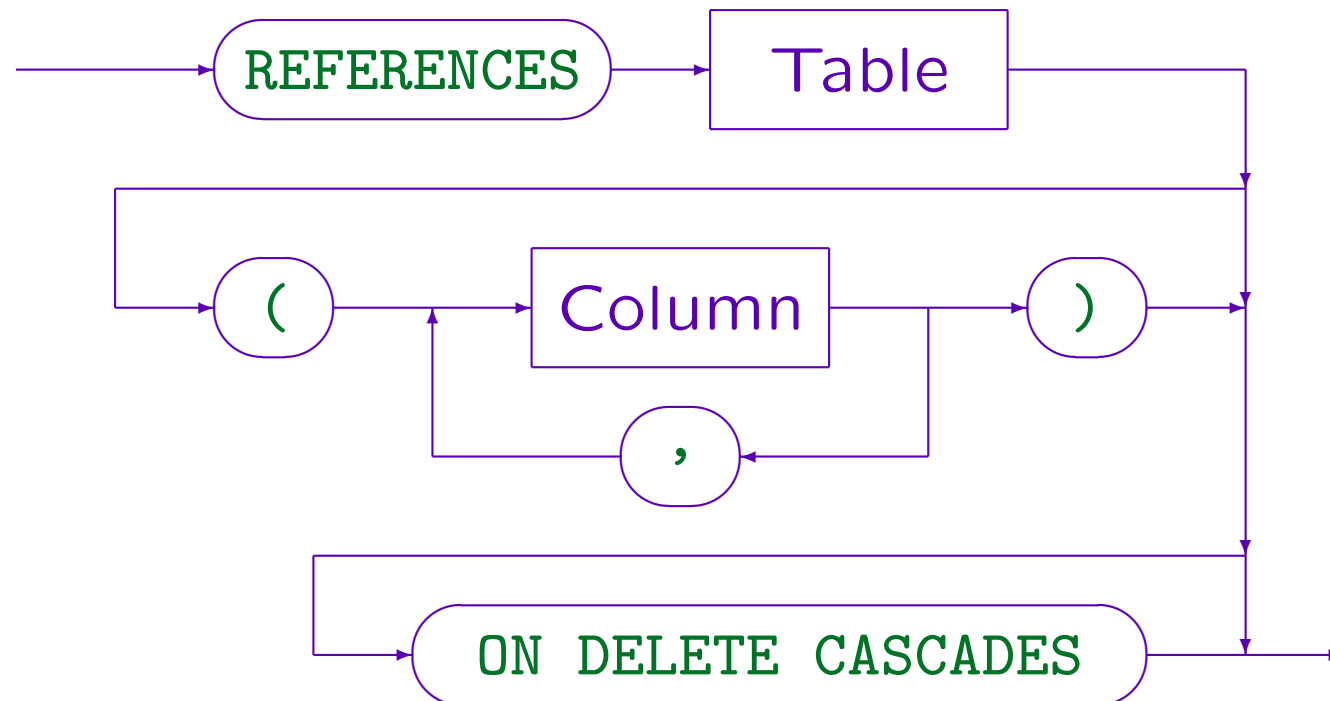 REFERENCES Table
( Column )
,
ON DELETE CASCADES